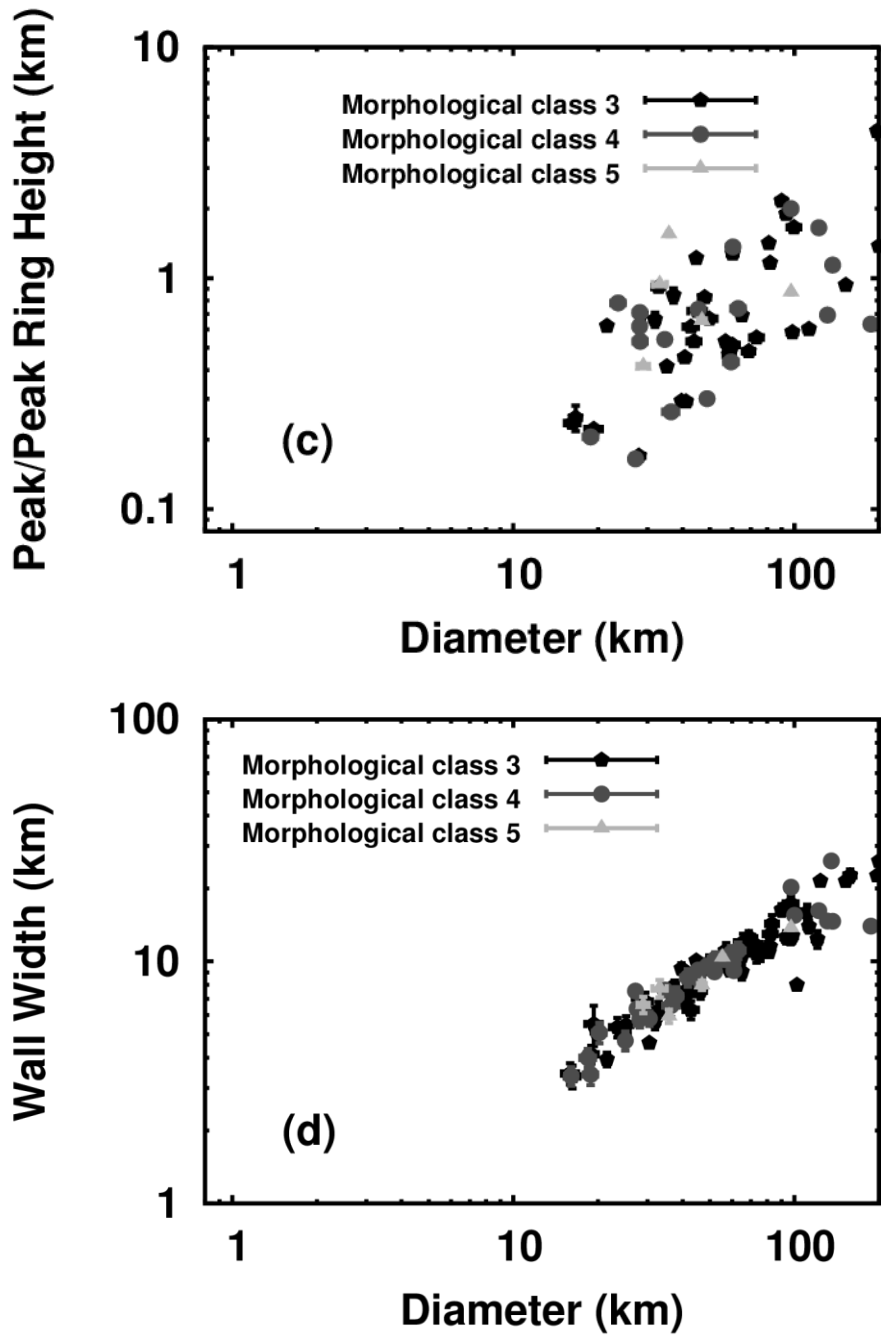 Peak/Peak Ring Height (km)
10
1
0.1
Morphological class 3
Morphological class 4
Morphological class 5
(c)
1
10
100
Diameter (km)
Wall Width (km)
100
10
1
Morphological class 3
Morphological class 4
Morphological class 5
(d)
1
10
100
Diameter (km)